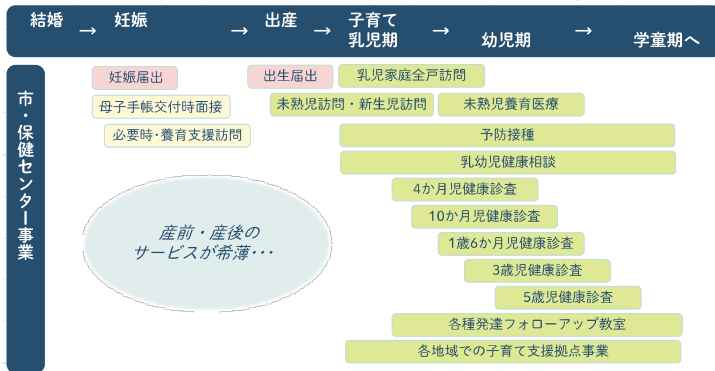 結婚 → 妊娠 → 出産 → 子育て
乳児期 → 幼児期 → 学童期へ
市・保健センター事業
妊娠届出
出生届出
乳児家庭全戸訪問
母子手帳交付時面接
未熟児訪問・新生児訪問
未熟児養育医療
必要時・養育支援訪問
予防接種
乳幼児健康相談
4か月児健康診査
10か月児健康診査
1歳6か月児健康診査
3歳児健康診査
5歳児健康診査
産前・産後の
サービスが希薄・・・
各種発達フォローアップ教室
各地域での子育て支援拠点事業